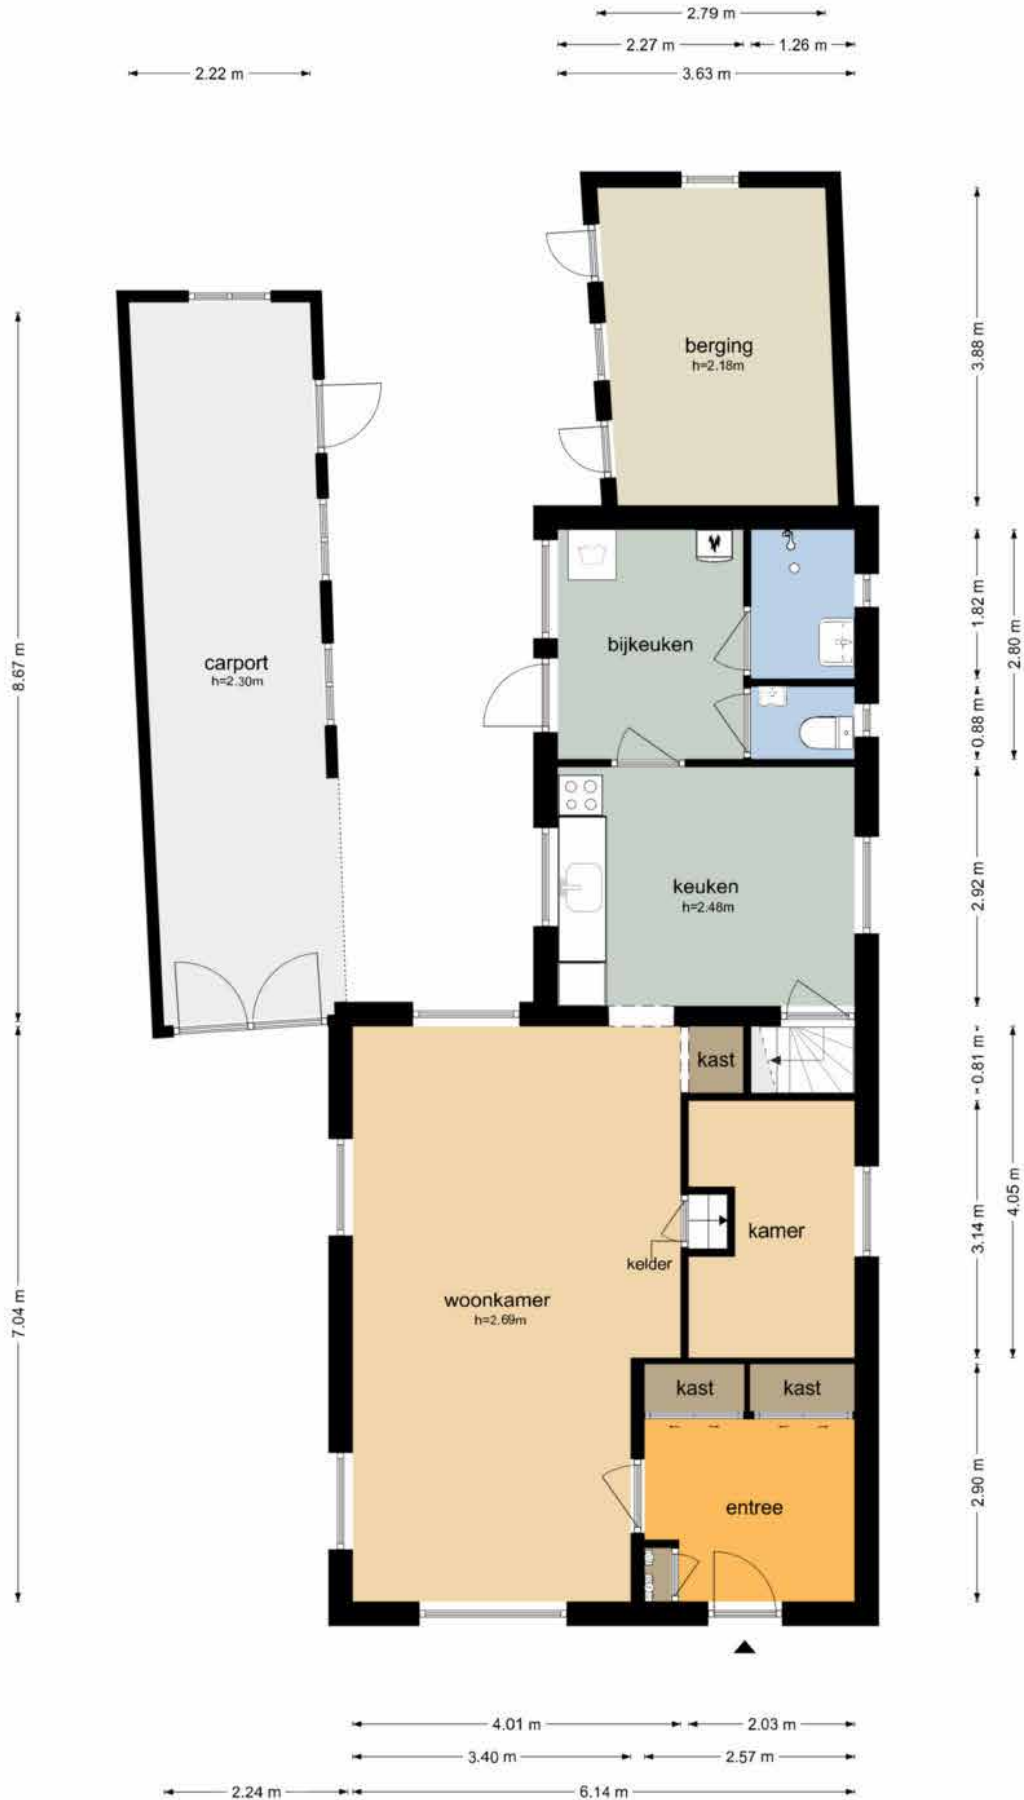 2.79 m
2.27 m
1.26 m
2.22 m
3.63 m
3.88 m
berging
h=2.18m
8.67 m
1.82 m
2.80 m
bijkeuken
carport
h=2.30m
0.88 m
2.92 m
keuken
h=2.48m
0.81 m
kast
4.05 m
3.14 m
kamer
kelder
woonkamer
h=2.69m
7.04 m
kast
kast
2.90 m
entree
4.01 m
2.03 m
3.40 m
2.57 m
2.24 m
6.14 m